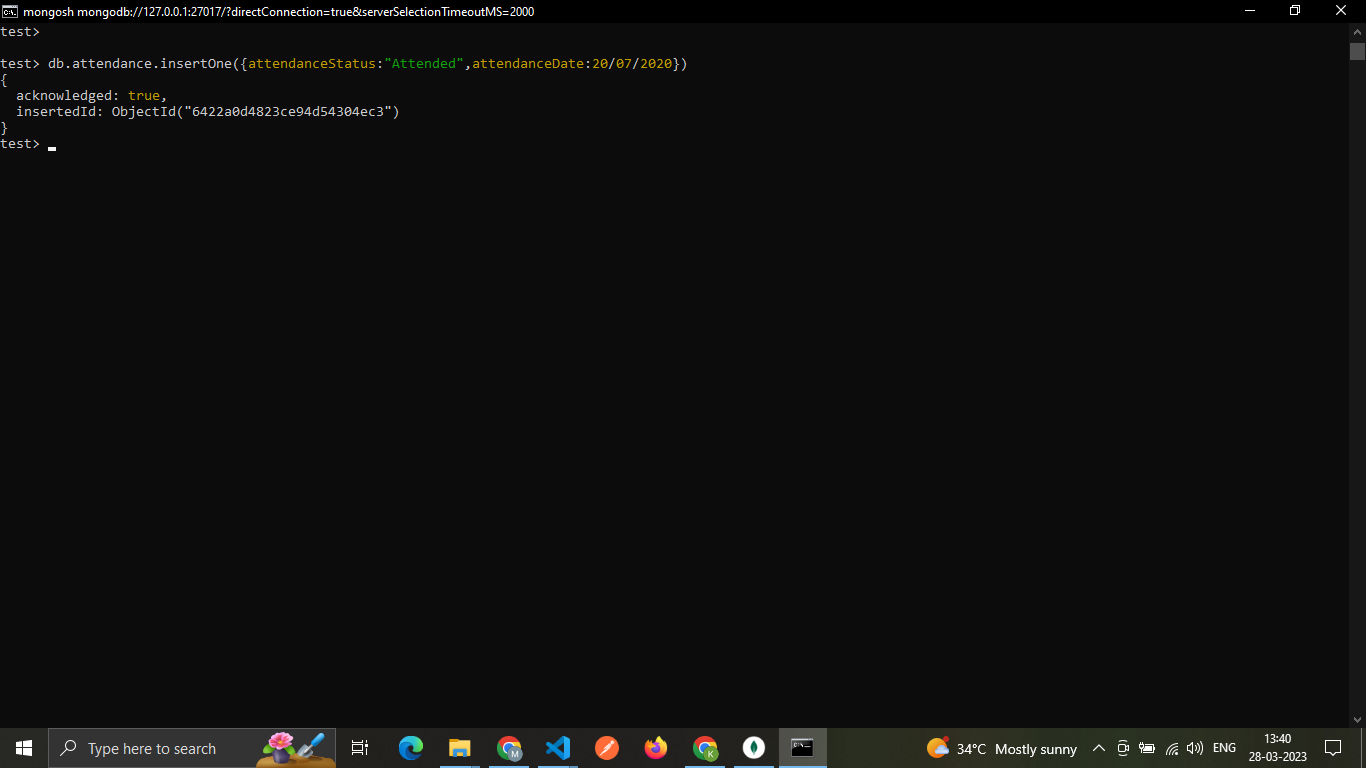 mongosh mongodb://127.0.0.1:27017/?directConnection=true&serverSelectionTimeoutMS=2000
test>
test> db.attendance.insertOne({attendanceStatus:"Attended",attendanceDate:20/07/2020})
{
  acknowledged: true,
  insertedId: ObjectId("6422a0d4823ce94d54304ec3")
}
test>
Type here to search
M
K
34°C Mostly sunny
ENG
13:40
28-03-2023